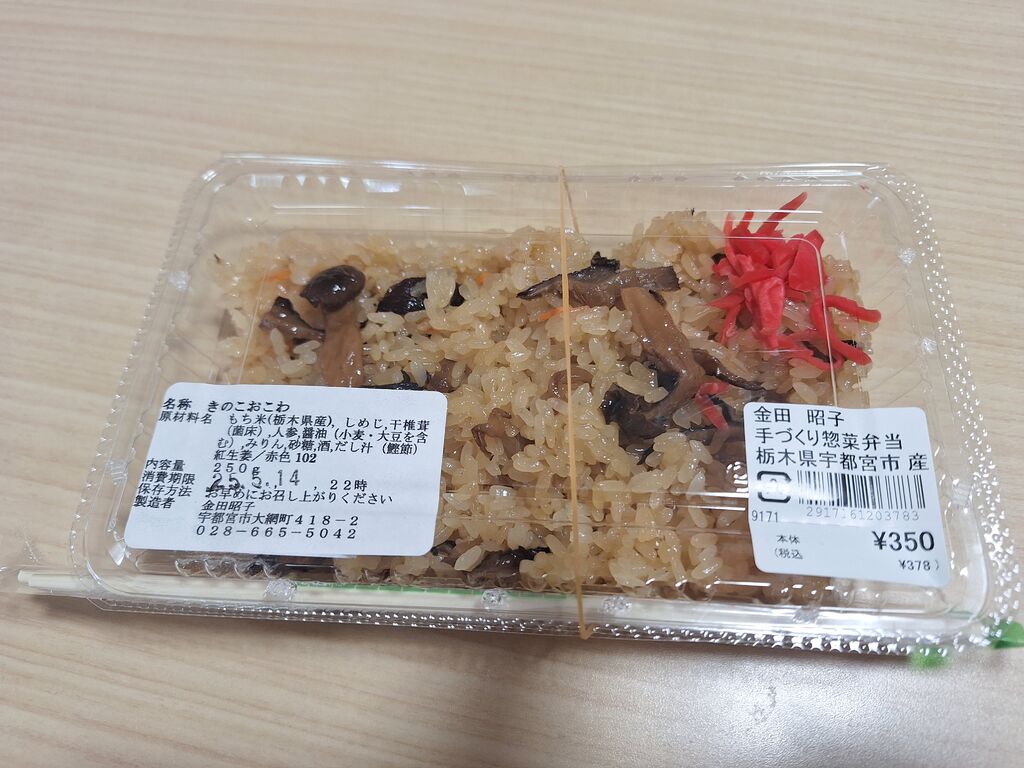 名称 きのこおこわ
原材料名 もち米(栃木県産), しめじ,干椎茸
(菌床),人参,醤油 (小麦・大豆を含
む),みりん,砂糖,酒,だし汁 (鰹節)
紅生姜／赤色102
内容量 250g
消費期限 25.5.14 , 22時
保存方法 お早めにお召し上がりください
製造者 金田昭子
宇都宮市大網町418-2
028-665-5042
金田 昭子
手づくり惣菜弁当
栃木県宇都宮市 産
2917161203783
9171
本体 ¥350
(税込 ¥378)